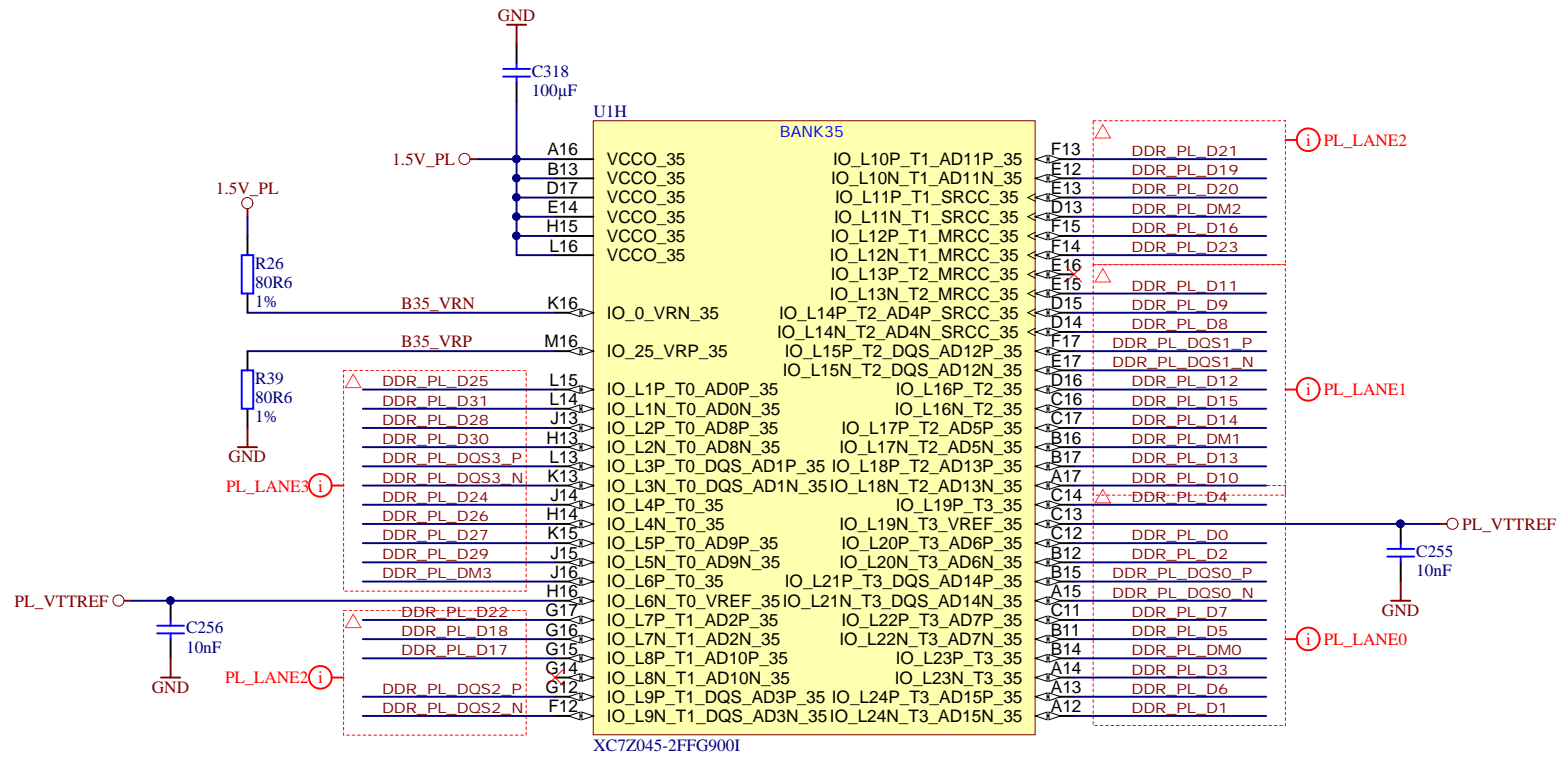 GND
C318
100µF
U1H
BANK35
1.5V_PL
A16 VCCO_35
B13 VCCO_35
D17 VCCO_35
E14 VCCO_35
H15 VCCO_35
L16 VCCO_35
1.5V_PL
R26
80R6
1%
B35_VRN K16 IO_0_VRN_35
B35_VRP M16 IO_25_VRP_35
R39
80R6
1%
GND
PL_LANE3
DDR_PL_D25 L15 IO_L1P_T0_AD0P_35
DDR_PL_D31 L14 IO_L1N_T0_AD0N_35
DDR_PL_D28 J13 IO_L2P_T0_AD8P_35
DDR_PL_D30 H13 IO_L2N_T0_AD8N_35
DDR_PL_DQS3_P L13 IO_L3P_T0_DQS_AD1P_35
DDR_PL_DQS3_N K13 IO_L3N_T0_DQS_AD1N_35
DDR_PL_D24 J14 IO_L4P_T0_35
DDR_PL_D26 H14 IO_L4N_T0_35
DDR_PL_D27 K15 IO_L5P_T0_AD9P_35
DDR_PL_D29 J15 IO_L5N_T0_AD9N_35
DDR_PL_DM3 J16 IO_L6P_T0_35
PL_VTTREF H16 IO_L6N_T0_VREF_35
C256
10nF
GND
PL_LANE2
DDR_PL_D22 G17 IO_L7P_T1_AD2P_35
DDR_PL_D18 G16 IO_L7N_T1_AD2N_35
DDR_PL_D17 G15 IO_L8P_T1_AD10P_35
G14 IO_L8N_T1_AD10N_35
DDR_PL_DQS2_P G12 IO_L9P_T1_DQS_AD3P_35
DDR_PL_DQS2_N F12 IO_L9N_T1_DQS_AD3N_35
IO_L10P_T1_AD11P_35 F13 DDR_PL_D21
IO_L10N_T1_AD11N_35 E12 DDR_PL_D19
IO_L11P_T1_SRCC_35 E13 DDR_PL_D20
IO_L11N_T1_SRCC_35 D13 DDR_PL_DM2
IO_L12P_T1_MRCC_35 F15 DDR_PL_D16
IO_L12N_T1_MRCC_35 F14 DDR_PL_D23
i PL_LANE2
IO_L13P_T2_MRCC_35 E16
IO_L13N_T2_MRCC_35 E15 DDR_PL_D11
IO_L14P_T2_AD4P_SRCC_35 D15 DDR_PL_D9
IO_L14N_T2_AD4N_SRCC_35 D14 DDR_PL_D8
IO_L15P_T2_DQS_AD12P_35 F17 DDR_PL_DQS1_P
IO_L15N_T2_DQS_AD12N_35 E17 DDR_PL_DQS1_N
IO_L16P_T2_35 D16 DDR_PL_D12
IO_L16N_T2_35 C16 DDR_PL_D15
IO_L17P_T2_AD5P_35 C17 DDR_PL_D14
IO_L17N_T2_AD5N_35 B16 DDR_PL_DM1
IO_L18P_T2_AD13P_35 B17 DDR_PL_D13
IO_L18N_T2_AD13N_35 A17 DDR_PL_D10
i PL_LANE1
IO_L19P_T3_35 C14 DDR_PL_D4
IO_L19N_T3_VREF_35 C13 PL_VTTREF
C255
10nF
GND
IO_L20P_T3_AD6P_35 C12 DDR_PL_D0
IO_L20N_T3_AD6N_35 B12 DDR_PL_D2
IO_L21P_T3_DQS_AD14P_35 B15 DDR_PL_DQS0_P
IO_L21N_T3_DQS_AD14N_35 A15 DDR_PL_DQS0_N
IO_L22P_T3_AD7P_35 C11 DDR_PL_D7
IO_L22N_T3_AD7N_35 B11 DDR_PL_D5
IO_L23P_T3_35 B14 DDR_PL_DM0
IO_L23N_T3_35 A14 DDR_PL_D3
IO_L24P_T3_AD15P_35 A13 DDR_PL_D6
IO_L24N_T3_AD15N_35 A12 DDR_PL_D1
i PL_LANE0
XC7Z045-2FFG900I